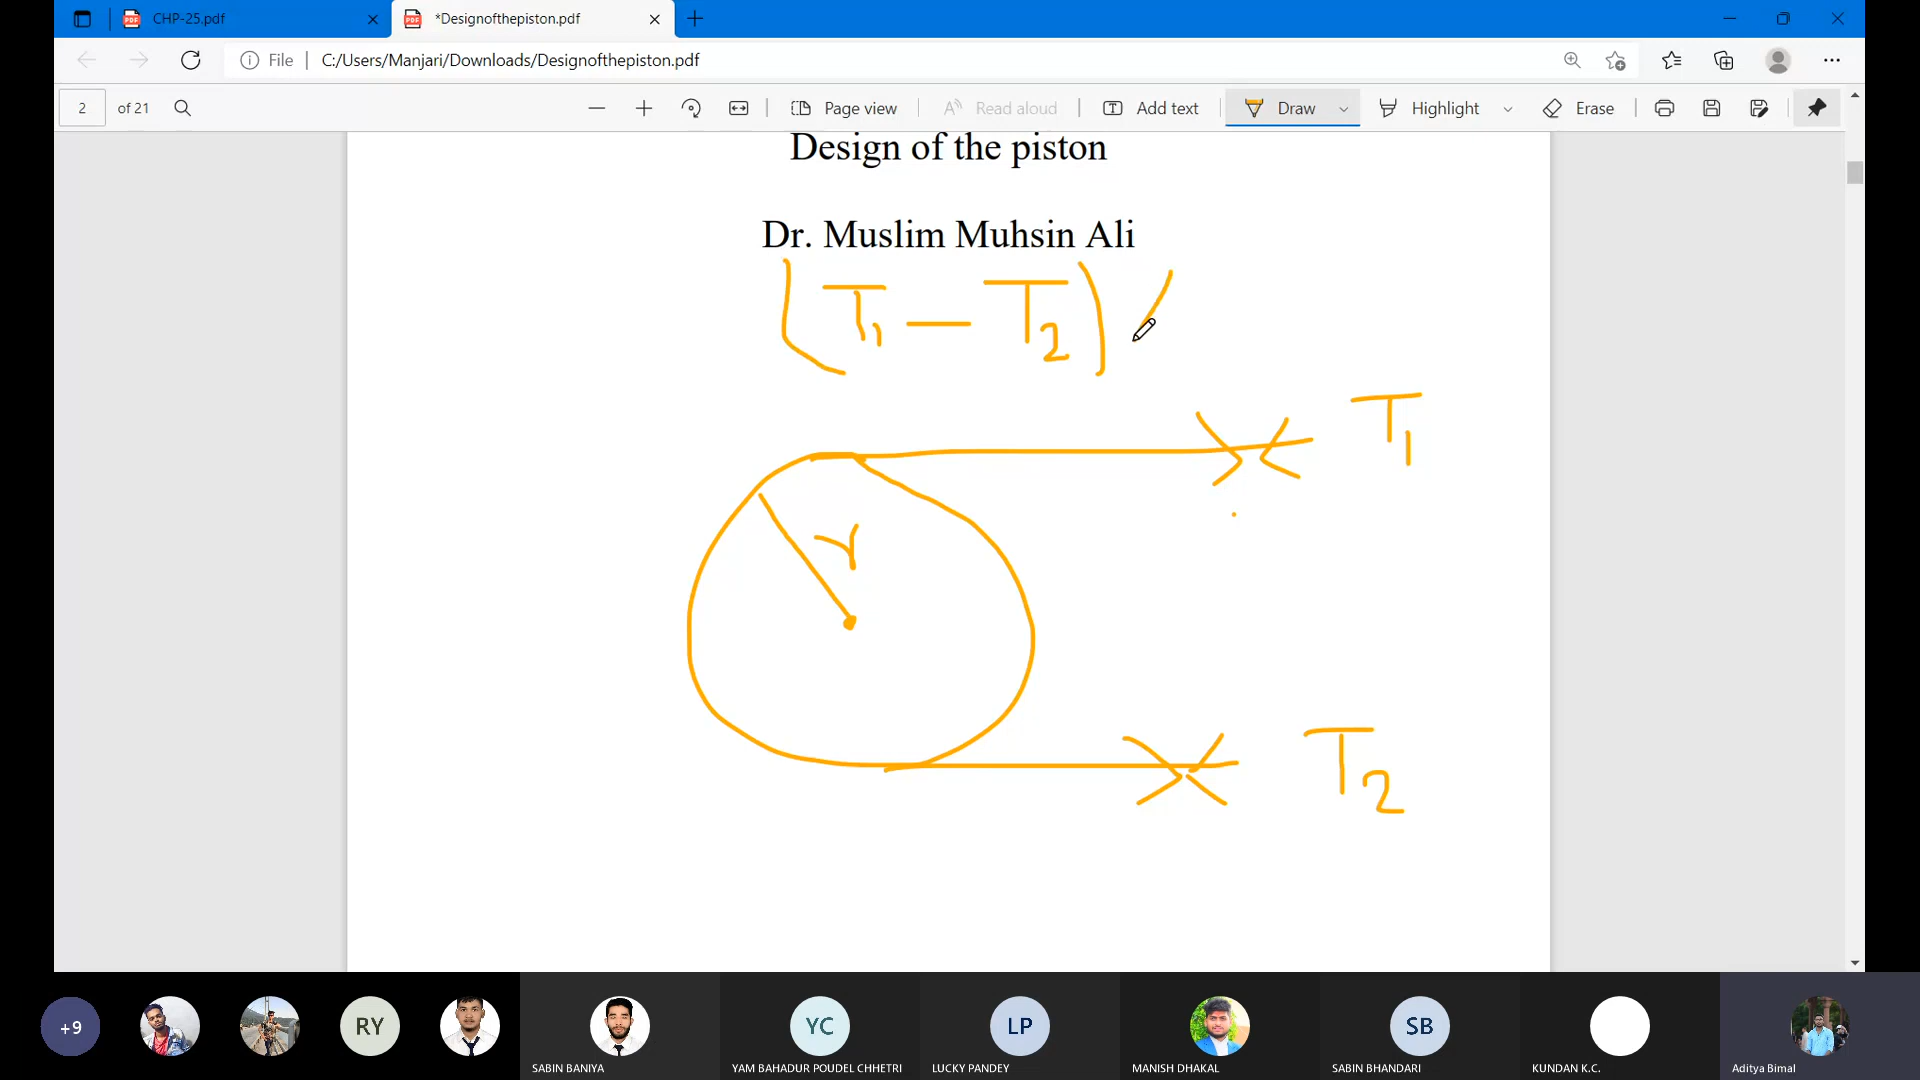 CHP-25.pdf
*Designofthepiston.pdf
File
C:/Users/Manjari/Downloads/Designofthepiston.pdf
2 of 21
Page view
Read aloud
Add text
Draw
Highlight
Erase
Design of the piston
Dr. Muslim Muhsin Ali
(T1 - T2)
T1
r
T2
+9
RY
YC
LP
SB
SABIN BANIYA
YAM BAHADUR POUDEL CHHETRI
LUCKY PANDEY
MANISH DHAKAL
SABIN BHANDARI
KUNDAN K.C.
Aditya Bimal